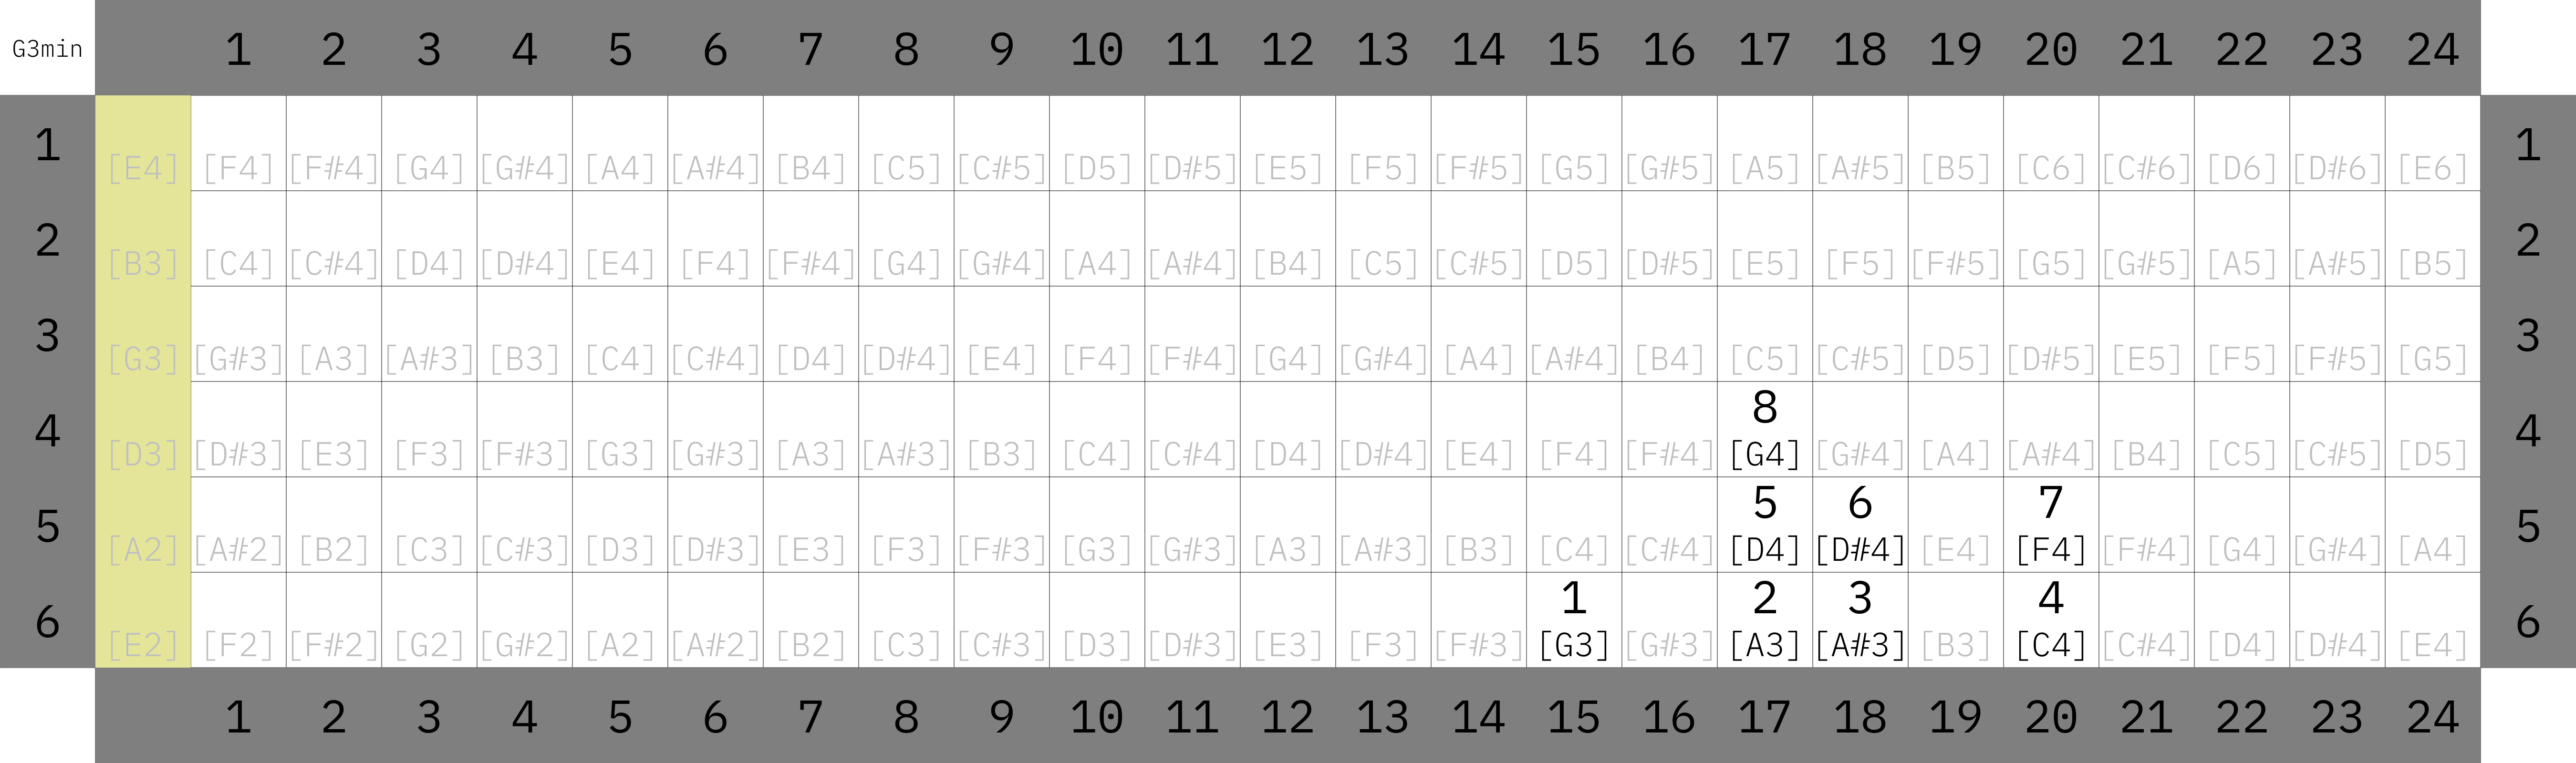 G3min 1 2 3 4 5 6 7 8 9 10 11 12 13 14 15 16 17 18 19 20 21 22 23 24
1 [E4] [F4] [F#4] [G4] [G#4] [A4] [A#4] [B4] [C5] [C#5] [D5] [D#5] [E5] [F5] [F#5] [G5] [G#5] [A5] [A#5] [B5] [C6] [C#6] [D6] [D#6] [E6] 1
2 [B3] [C4] [C#4] [D4] [D#4] [E4] [F4] [F#4] [G4] [G#4] [A4] [A#4] [B4] [C5] [C#5] [D5] [D#5] [E5] [F5] [F#5] [G5] [G#5] [A5] [A#5] [B5] 2
3 [G3] [G#3] [A3] [A#3] [B3] [C4] [C#4] [D4] [D#4] [E4] [F4] [F#4] [G4] [G#4] [A4] [A#4] [B4] [C5] [C#5] [D5] [D#5] [E5] [F5] [F#5] [G5] 3
8
4 [D3] [D#3] [E3] [F3] [F#3] [G3] [G#3] [A3] [A#3] [B3] [C4] [C#4] [D4] [D#4] [E4] [F4] [F#4] [G4] [G#4] [A4] [A#4] [B4] [C5] [C#5] [D5] 4
5 6 7
5 [A2] [A#2] [B2] [C3] [C#3] [D3] [D#3] [E3] [F3] [F#3] [G3] [G#3] [A3] [A#3] [B3] [C4] [C#4] [D4] [D#4] [E4] [F4] [F#4] [G4] [G#4] [A4] 5
1 2 3 4
6 [E2] [F2] [F#2] [G2] [G#2] [A2] [A#2] [B2] [C3] [C#3] [D3] [D#3] [E3] [F3] [F#3] [G3] [G#3] [A3] [A#3] [B3] [C4] [C#4] [D4] [D#4] [E4] 6
1 2 3 4 5 6 7 8 9 10 11 12 13 14 15 16 17 18 19 20 21 22 23 24